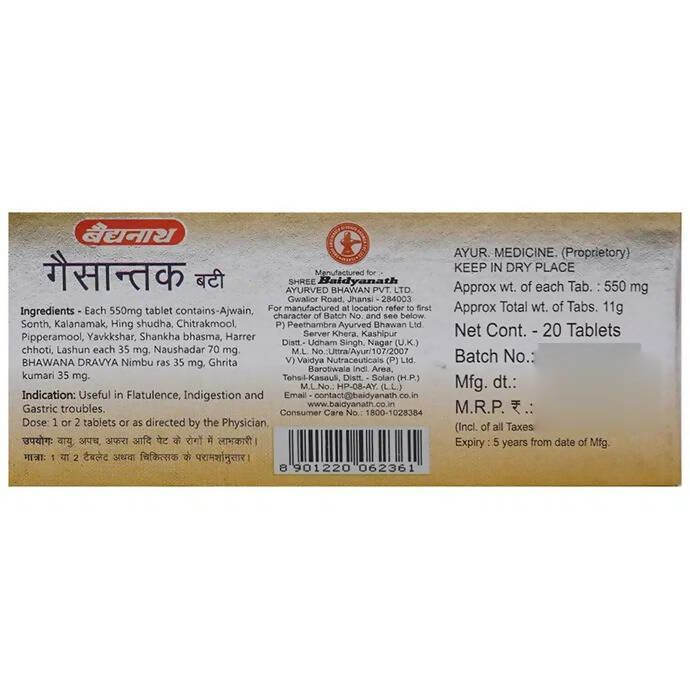 बैद्यनाथ
गैसान्तक बटी
Ingredients - Each 550mg tablet contains-Ajwain,
Sonth, Kalanamak, Hing shudha, Chitrakmool,
Pipperamool, Yavkkshar, Shankha bhasma, Harrer
chhoti, Lashun each 35 mg, Naushadar 70 mg.
BHAWANA DRAVYA Nimbu ras 35 mg, Ghrita
kumari 35 mg.
Indication: Useful in Flatulence, Indigestion and
Gastric troubles.
Dose: 1 or 2 tablets or as directed by the Physician.
उपयोगः वायु, अपच, अफरा आदि पेट के रोगों में लाभकारी।
मात्राः 1 या 2 टैबलेट अथवा चिकित्सक के परामर्शानुसार।
Manufactured for :-
SHREE Baidyanath
AYURVED BHAWAN PVT. LTD.
Gwalior Road, Jhansi - 284003
For manufactured at location refer to first
character of Batch No. and see below.
P) Peethambra Ayurved Bhawan Ltd.
Server Khera, Kashipur
Distt.- Udham Singh, Nagar (U.K.)
M.L. No.:Uttra/Ayur/107/2007
V) Vaidya Nutraceuticals (P) Ltd.
Barotiwala Indl. Area,
Tehsil-Kasauli, Distt. - Solan (H.P.)
M.L.No.: HP-08-AY. (L.L.)
Email - contact@baidyanath.co.in
www.baidyanath.co.in
Consumer Care No.: 1800-1028384
8 901220 062361
AYUR. MEDICINE. (Proprietory)
KEEP IN DRY PLACE
Approx wt. of each Tab. : 550 mg
Approx Total wt. of Tabs. 11g
Net Cont. - 20 Tablets
Batch No.:
Mfg. dt.:
M.R.P. ₹ .:
(Incl. of all Taxes
Expiry : 5 years from date of Mfg.